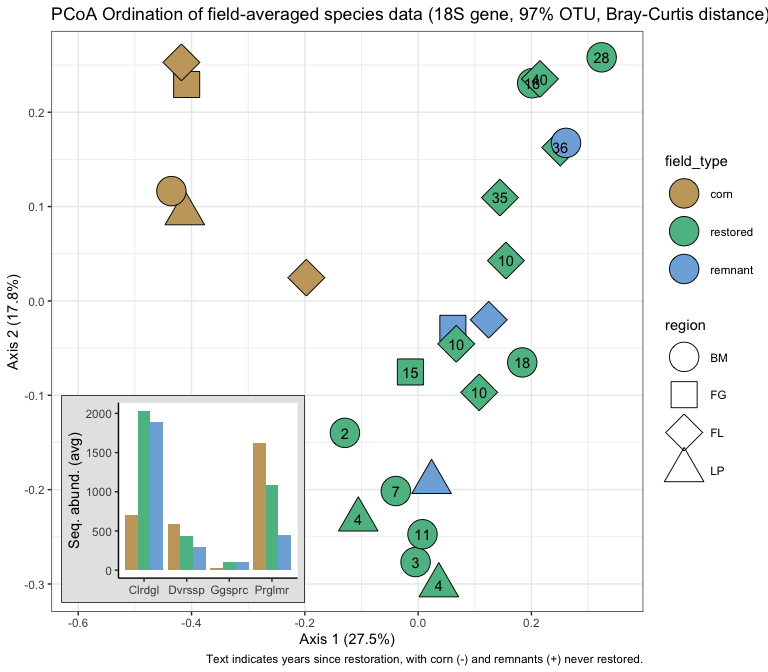 PCoA Ordination of field-averaged species data (18S gene, 97% OTU, Bray-Curtis distance)
Axis 2 (17.8%)
0.2
0.1
0.0
-0.1
-0.2
-0.3
28
40
36
35
10
10
15
18
10
2
7
4
11
3
4
Seq. abund. (avg)
2000
1500
1000
500
0
Clrdgl Dvrssp Ggsprc Prglmr
-0.6 -0.4 -0.2 0.0 0.2
Axis 1 (27.5%)
Text indicates years since restoration, with corn (-) and remnants (+) never restored.
field_type
corn
restored
remnant
region
BM
FG
FL
LP